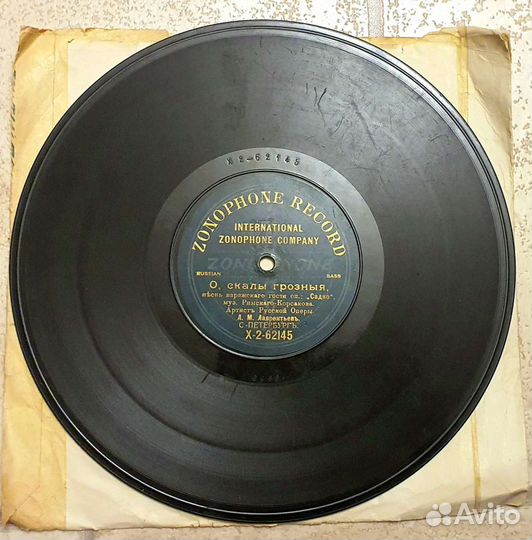 X-2-62145
ZONOPHONE RECORD
INTERNATIONAL
ZONOPHONE COMPANY
RUSSIAN BASS
О, скалы грозныя,
пѣснь варяжскаго гостя оп.: „Садко“,
муз. Римскаго-Корсакова.
Артистъ Русской Оперы
Л. М. Лаврентьевъ.
С-ПЕТЕРБУРГЪ.
X-2-62145
Avito